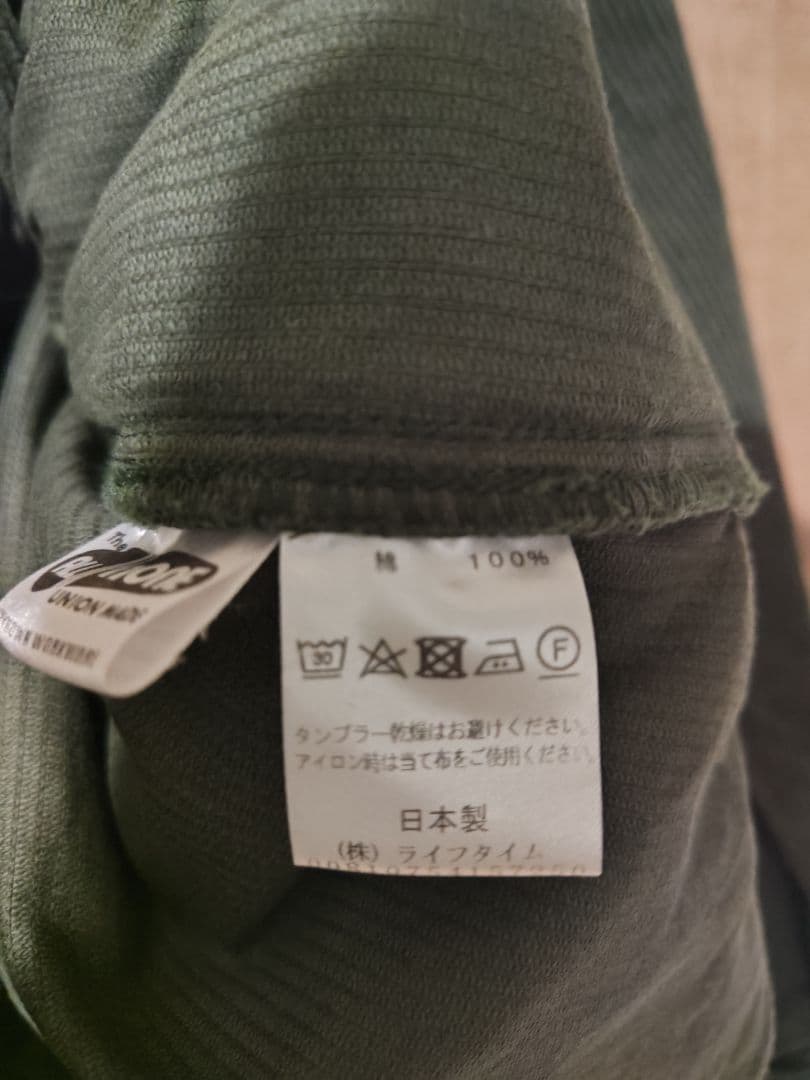 The
UNION MADE
綿 100%
30
F
タンブラー乾燥はお避けください。
アイロン時は当て布をご使用ください。
日本製
(株) ライフタイム